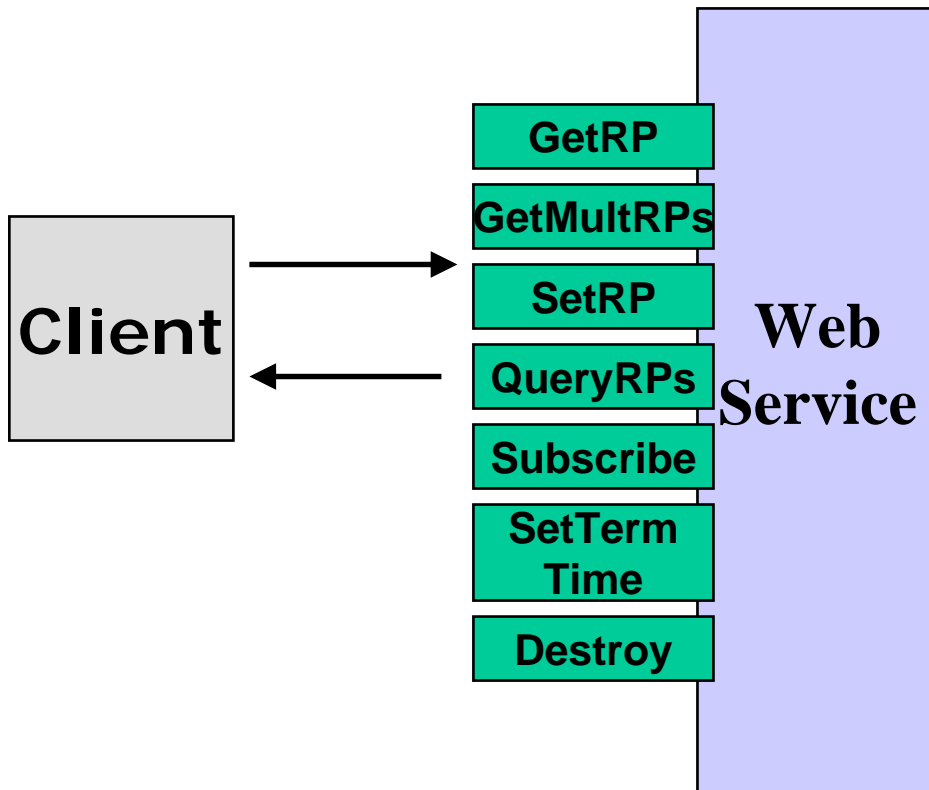 Client
GetRP
GetMultRPs
SetRP
QueryRPs
Subscribe
SetTerm
Time
Destroy
Web
Service